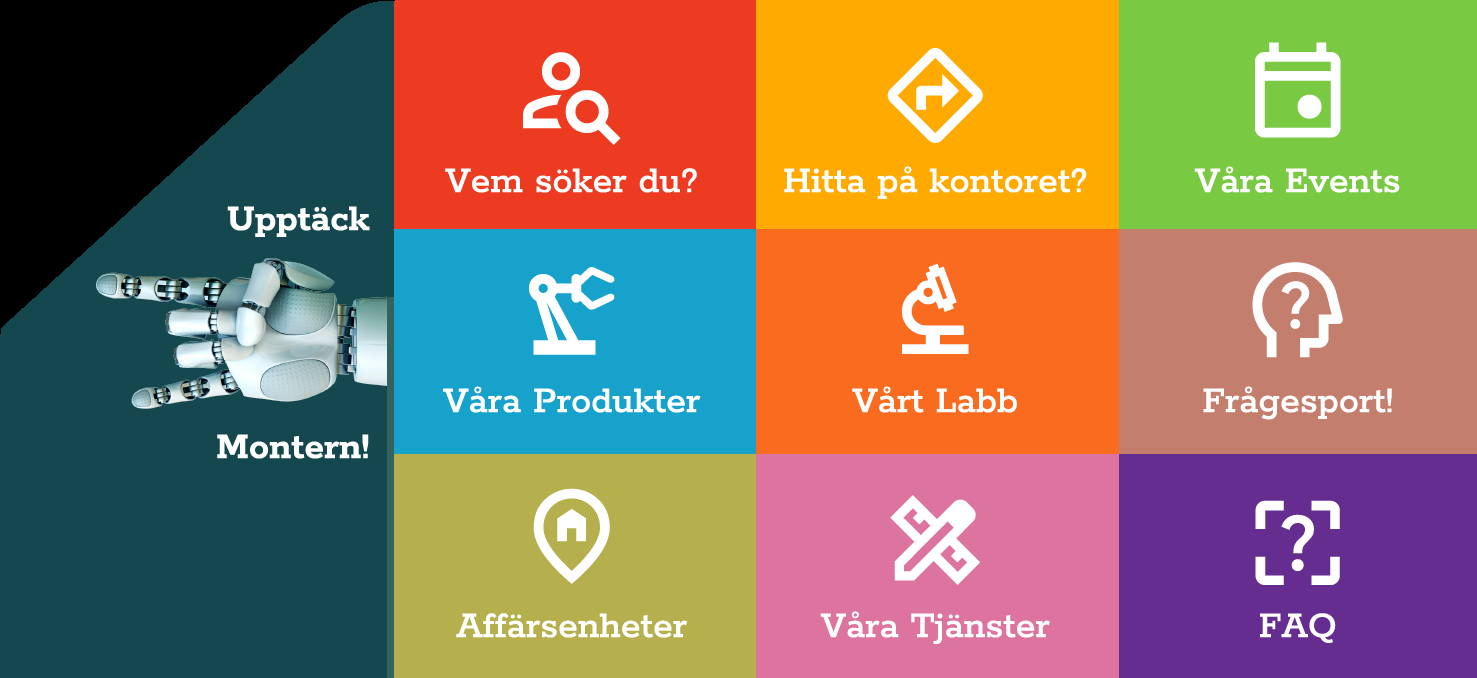 Upptäck
Montern!
Vem söker du?
Hitta på kontoret?
Våra Events
Våra Produkter
Vårt Labb
Frågesport!
Affärsenheter
Våra Tjänster
FAQ